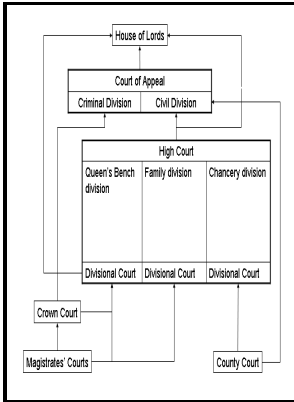 House of Lords
Court of Appeal
Criminal Division
Civil Division
High Court
Queen's Bench
division
Family division
Chancery division
Divisional Court
Divisional Court
Divisional Court
Crown Court
Magistrates' Courts
County Court